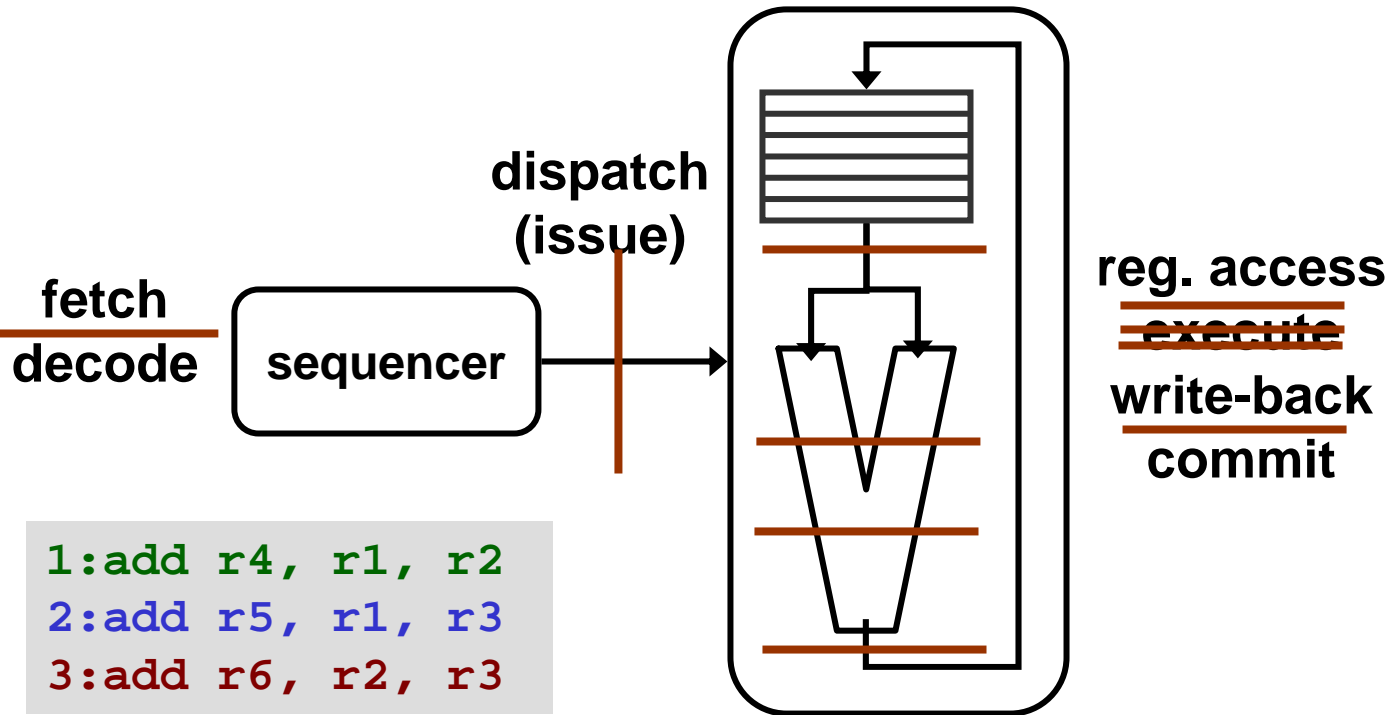 dispatch
(issue)
fetch
decode
sequencer
reg. access
execute
write-back
commit
1:add r4, r1, r2
2:add r5, r1, r3
3:add r6, r2, r3